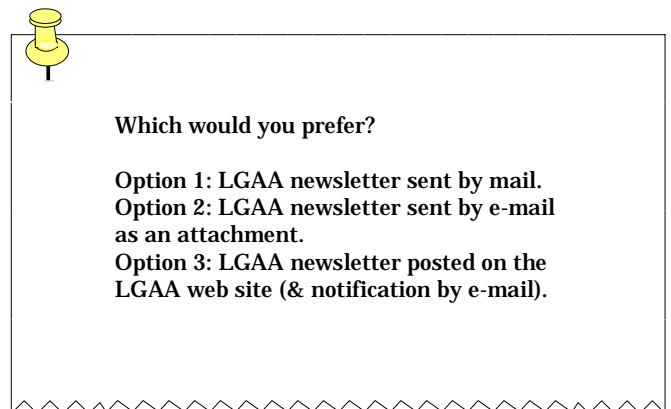 Which would you prefer?
Option 1: LGAA newsletter sent by mail.
Option 2: LGAA newsletter sent by e-mail
as an attachment.
Option 3: LGAA newsletter posted on the
LGAA web site (& notification by e-mail).